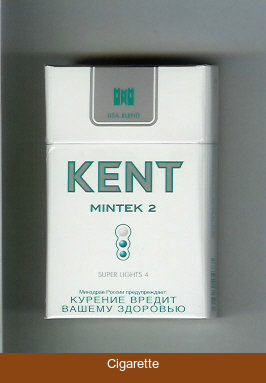 USA BLEND
KENT
MINTEK 2
SUPER LIGHTS 4
Минздрав России предупреждает:
КУРЕНИЕ ВРЕДИТ
ВАШЕМУ ЗДОРОВЬЮ
Cigarette